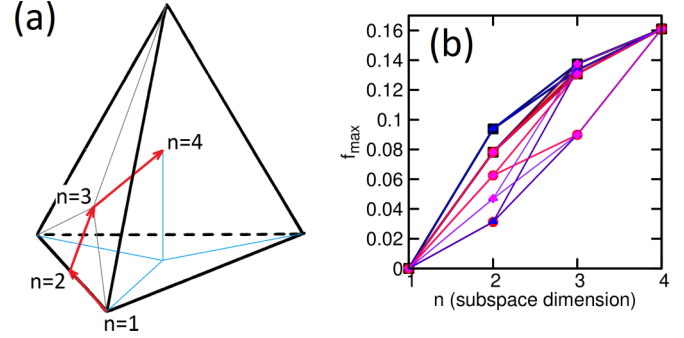 (a)
n=4
n=3
n=2
n=1
(b)
0.16
0.14
0.12
0.1
0.08
0.06
0.04
0.02
0
f_max
1
2
3
4
n (subspace dimension)